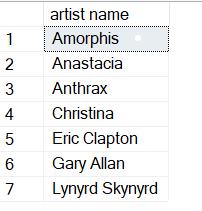 artist name
1 Amorphis
2 Anastacia
3 Anthrax
4 Christina
5 Eric Clapton
6 Gary Allan
7 Lynyrd Skynyrd